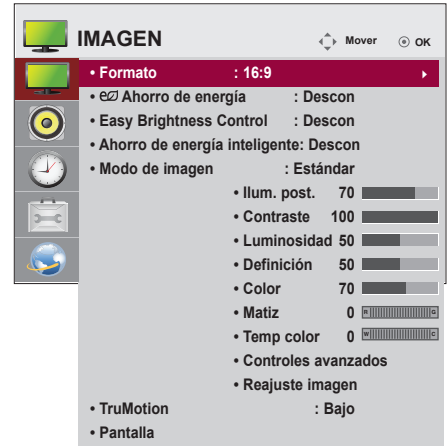 IMAGEN Mover OK
• Formato : 16:9
• Ahorro de energía : Descon
• Easy Brightness Control : Descon
• Ahorro de energía inteligente: Descon
• Modo de imagen : Estándar
• Ilum. post. 70
• Contraste 100
• Luminosidad 50
• Definición 50
• Color 70
• Matiz 0 R G
• Temp color 0 W C
• Controles avanzados
• Reajuste imagen
• TruMotion : Bajo
• Pantalla